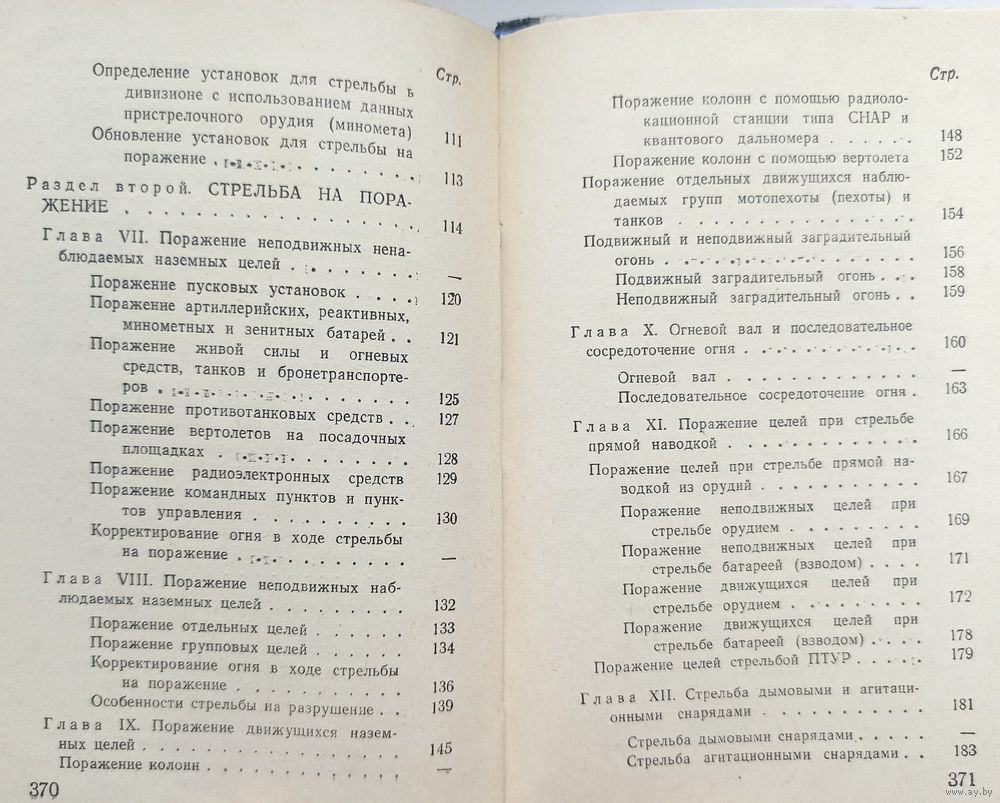 Стр.
Определение установок для стрельбы в
дивизионе с использованием данных
пристрелочного орудия (миномета) 111
Обновление установок для стрельбы на
поражение . . . . . . . . . . 113
Раздел второй. СТРЕЛЬБА НА ПОРА-
ЖЕНИЕ . . . . . . . . . . . . 114
Глава VII. Поражение неподвижных нена-
блюдаемых наземных целей . . . . . . —
Поражение пусковых установок . . . . 120
Поражение артиллерийских, реактивных,
минометных и зенитных батарей . . 121
Поражение живой силы и огневых
средств, танков и бронетранспорте-
ров . . . . . . . . . . . . 125
Поражение противотанковых средств . . 127
Поражение вертолетов на посадочных
площадках . . . . . . . . . . 128
Поражение радиоэлектронных средств 129
Поражение командных пунктов и пунк-
тов управления . . . . . . . . 130
Корректирование огня в ходе стрельбы
на поражение . . . . . . . . . —
Глава VIII. Поражение неподвижных наб-
людаемых наземных целей . . . . . . . 132
Поражение отдельных целей . . . . . 133
Поражение групповых целей . . . . . 134
Корректирование огня в ходе стрельбы
на поражение . . . . . . . . . 136
Особенности стрельбы на разрушение . . 139
Глава IX. Поражение движущихся назем-
ных целей . . . . . . . . . . . . 145
Поражение колонн . . . . . . . . . —
370
Стр.
Поражение колонн с помощью радиоло-
кационной станции типа СНАР и
квантового дальномера . . . . . 148
Поражение колонн с помощью вертолета 152
Поражение отдельных движущихся наблю-
даемых групп мотопехоты (пехоты) и
танков . . . . . . . . . . . 154
Подвижный и неподвижный заградительный
огонь . . . . . . . . . . . . 156
Подвижный заградительный огонь . . . 158
Неподвижный заградительный огонь . . 159
Глава X. Огневой вал и последовательное
сосредоточение огня . . . . . . . . 160
Огневой вал . . . . . . . . . . —
Последовательное сосредоточение огня . 163
Глава XI. Поражение целей при стрельбе
прямой наводкой . . . . . . . . . . 166
Поражение целей при стрельбе прямой на-
водкой из орудий . . . . . . . . . 167
Поражение неподвижных целей при
стрельбе орудием . . . . . . . 169
Поражение неподвижных целей при
стрельбе батареей (взводом) . . . . 171
Поражение движущихся целей при
стрельбе орудием . . . . . . . 172
Поражение движущихся целей при
стрельбе батареей (взводом) . . . . 178
Поражение целей стрельбой ПТУР . . . . 179
Глава XII. Стрельба дымовыми и агитаци-
онными снарядами . . . . . . . . . 181
Стрельба дымовыми снарядами . . . . . —
Стрельба агитационными снарядами . . 183
371
www.ay.by